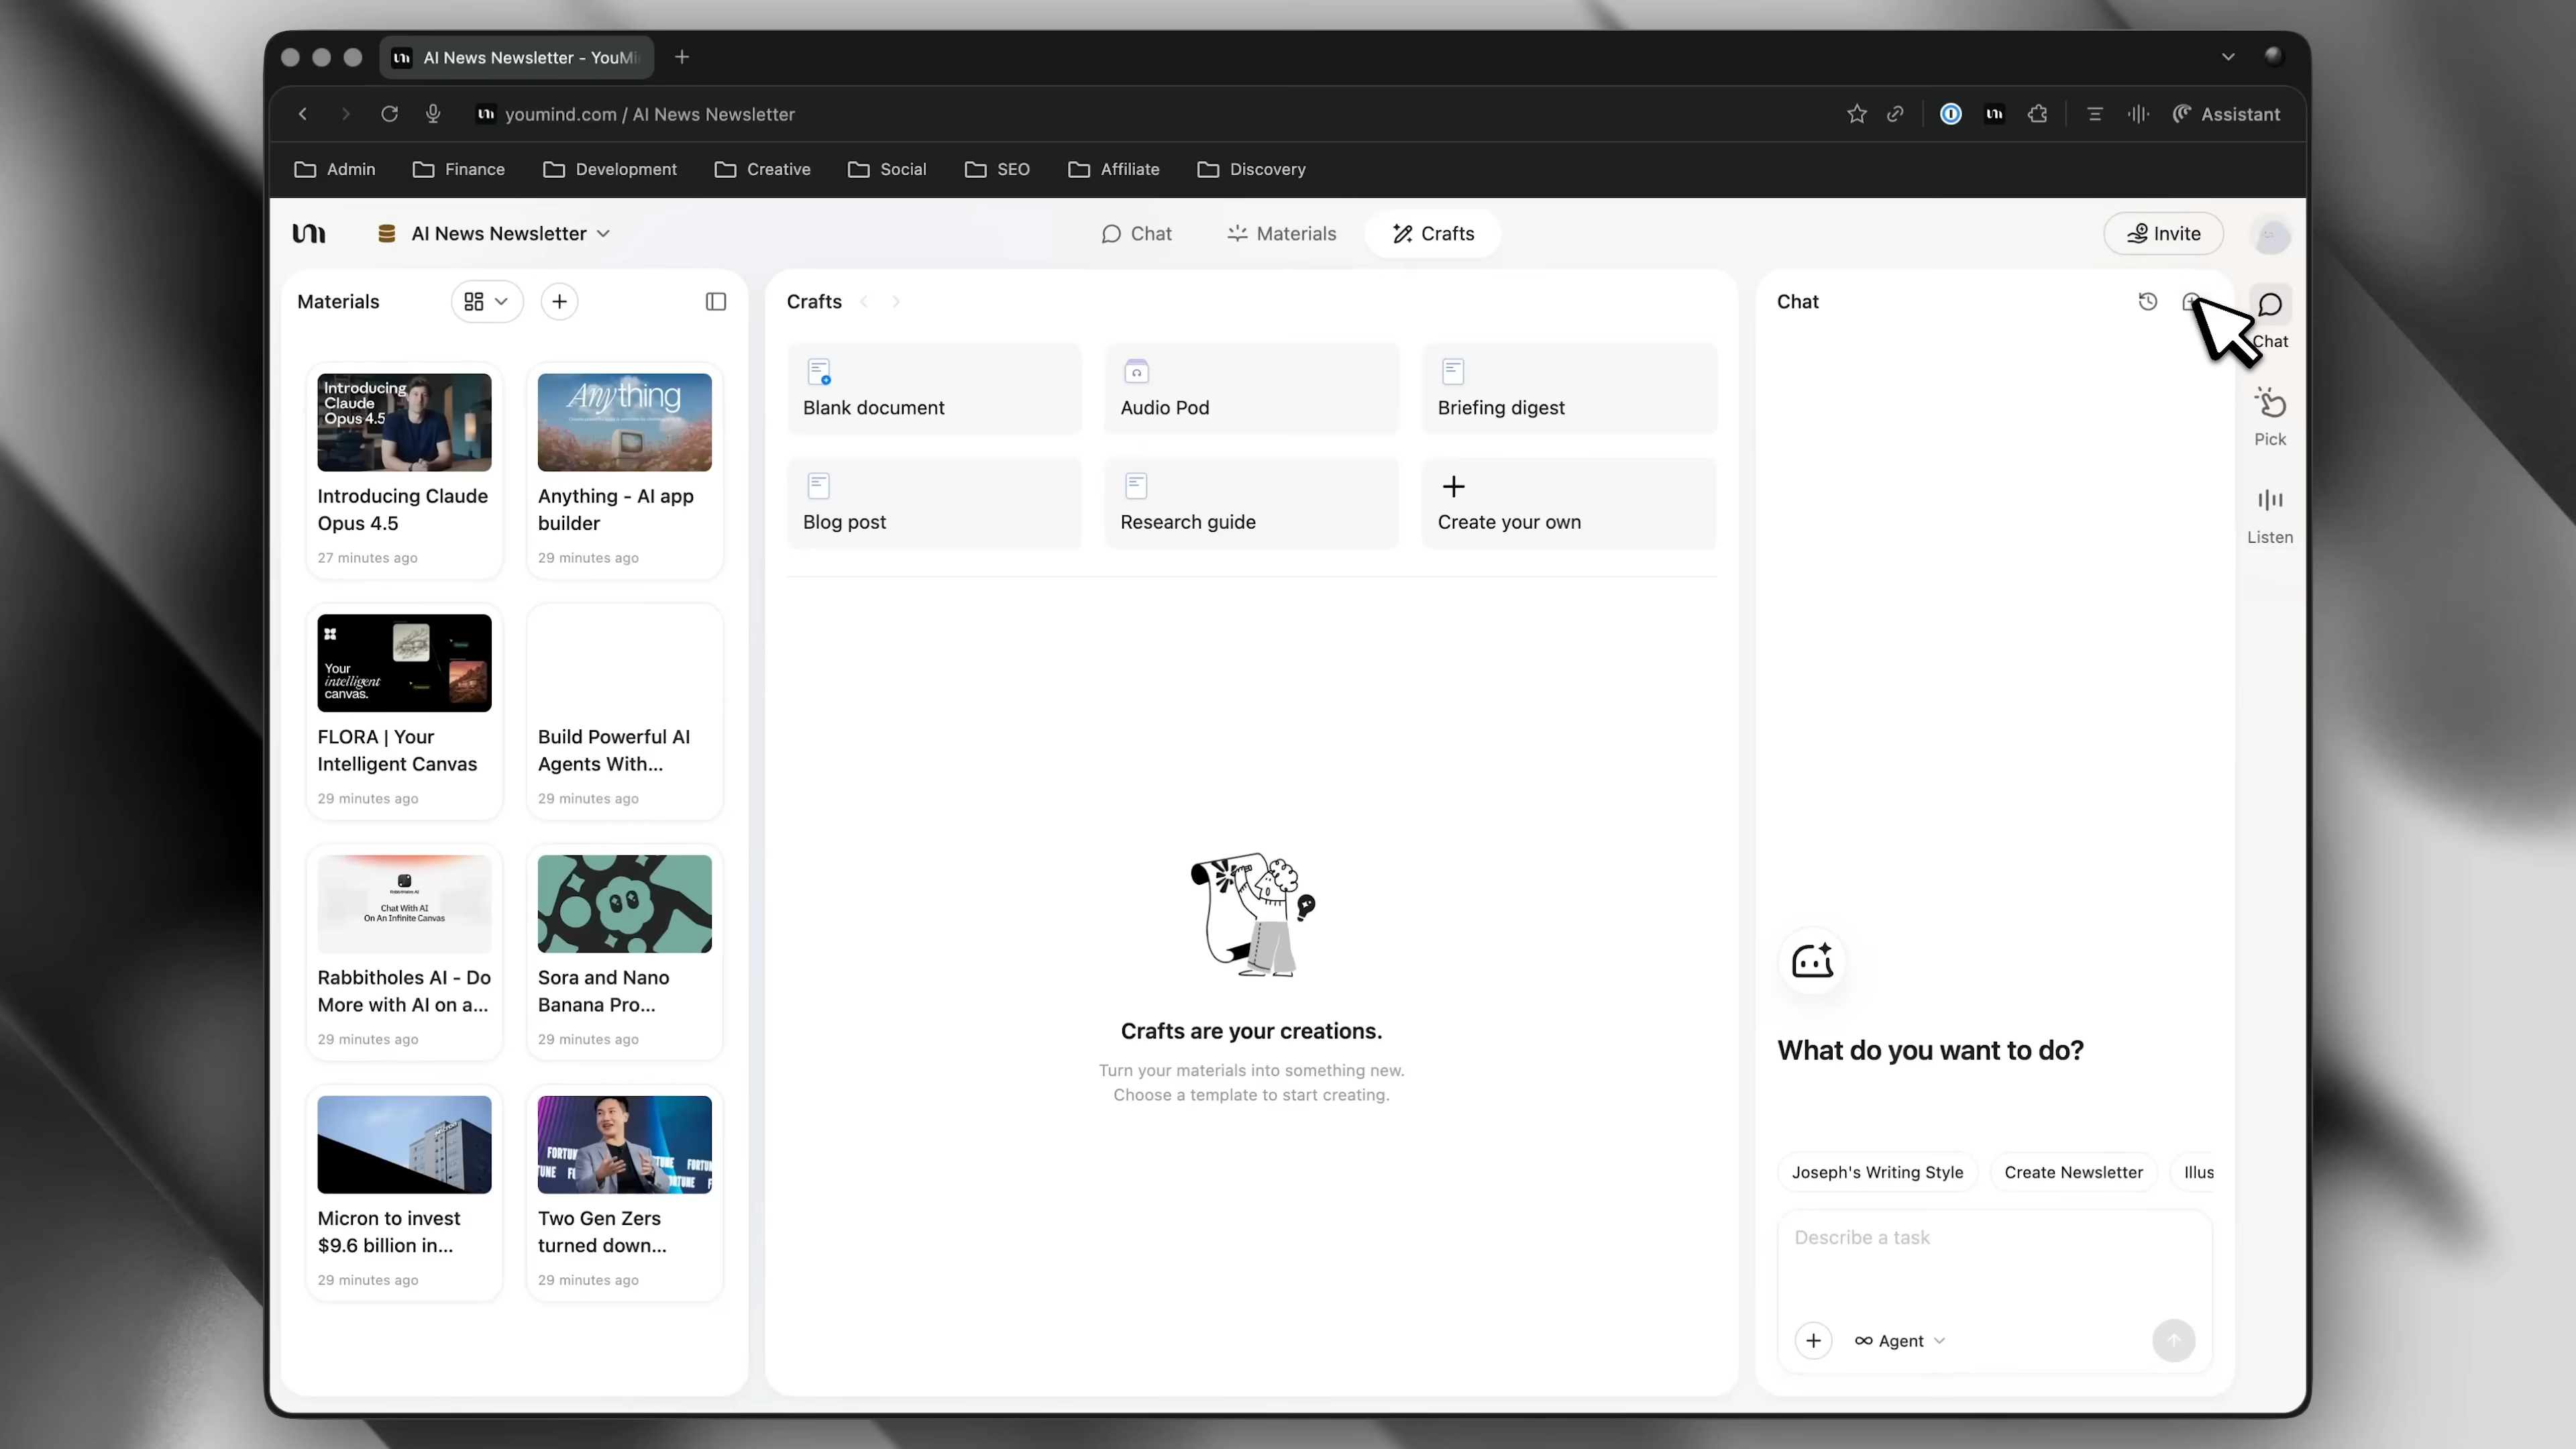 AI News Newsletter - YouMi
youmind.com / AI News Newsletter
Assistant
Admin
Finance
Development
Creative
Social
SEO
Affiliate
Discovery
AI News Newsletter
Chat
Materials
Crafts
Invite
Materials
Introducing
Claude
Opus 4.5
Introducing Claude
Opus 4.5
27 minutes ago
Anything
Anything - AI app
builder
29 minutes ago
Your
intelligent
canvas.
FLORA | Your
Intelligent Canvas
29 minutes ago
Build Powerful AI
Agents With...
29 minutes ago
Chat With AI
On An Infinite Canvas
Rabbitholes AI - Do
More with AI on a...
29 minutes ago
Sora and Nano
Banana Pro...
29 minutes ago
Micron to invest
$9.6 billion in...
29 minutes ago
FORTUN
TUNE
FORTUN
UNE
FORTUNE
Two Gen Zers
turned down...
29 minutes ago
Crafts
Blank document
Audio Pod
Briefing digest
Blog post
Research guide
Create your own
Crafts are your creations.
Turn your materials into something new.
Choose a template to start creating.
Chat
What do you want to do?
Joseph's Writing Style
Create Newsletter
Illus
Describe a task
Agent
Chat
Pick
Listen